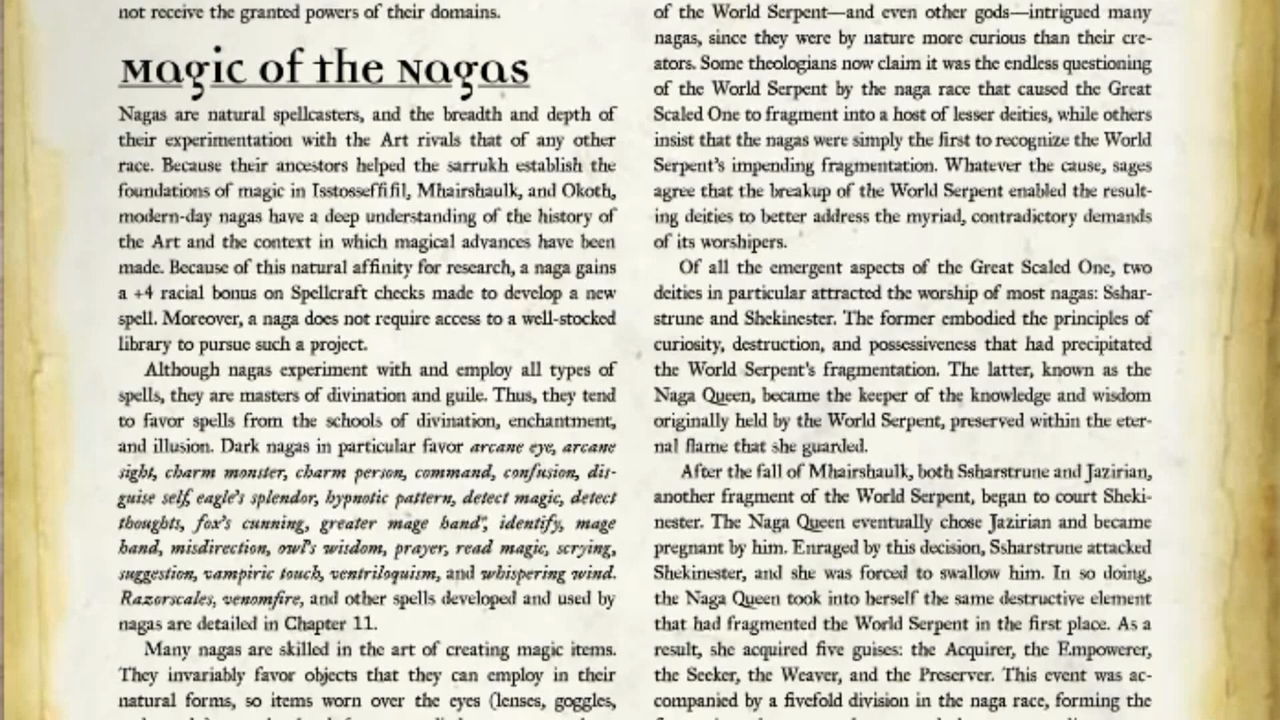 not receive the granted powers of their domains.
Magic of the Nagas
Nagas are natural spellcasters, and the breadth and depth of
their experimentation with the Art rivals that of any other
race. Because their ancestors helped the sarrukh establish the
foundations of magic in Isstosseffifil, Mhairshaulk, and Okoth,
modern-day nagas have a deep understanding of the history of
the Art and the context in which magical advances have been
made. Because of this natural affinity for research, a naga gains
a +4 racial bonus on Spellcraft checks made to develop a new
spell. Moreover, a naga does not require access to a well-stocked
library to pursue such a project.
Although nagas experiment with and employ all types of
spells, they are masters of divination and guile. Thus, they tend
to favor spells from the schools of divination, enchantment,
and illusion. Dark nagas in particular favor arcane eye, arcane
sight, charm monster, charm person, command, confusion, dis-
guise self, eagle's splendor, hypnotic pattern, detect magic, detect
thoughts, fox's cunning, greater mage hand*, identify, mage
hand, misdirection, owl's wisdom, prayer, read magic, scrying,
suggestion, vampiric touch, ventriloquism, and whispering wind.
Razorscales, venomfire, and other spells developed and used by
nagas are detailed in Chapter 11.
Many nagas are skilled in the art of creating magic items.
They invariably favor objects that they can employ in their
natural forms, so items worn over the eyes (lenses, goggles,
of the World Serpent—and even other gods—intrigued many
nagas, since they were by nature more curious than their cre-
ators. Some theologians now claim it was the endless questioning
of the World Serpent by the naga race that caused the Great
Scaled One to fragment into a host of lesser deities, while others
insist that the nagas were simply the first to recognize the World
Serpent's impending fragmentation. Whatever the cause, sages
agree that the breakup of the World Serpent enabled the result-
ing deities to better address the myriad, contradictory demands
of its worshipers.
Of all the emergent aspects of the Great Scaled One, two
deities in particular attracted the worship of most nagas: Sshar-
strune and Shekinester. The former embodied the principles of
curiosity, destruction, and possessiveness that had precipitated
the World Serpent's fragmentation. The latter, known as the
Naga Queen, became the keeper of the knowledge and wisdom
originally held by the World Serpent, preserved within the eter-
nal flame that she guarded.
After the fall of Mhairshaulk, both Ssharstrune and Jazirian,
another fragment of the World Serpent, began to court Sheki-
nester. The Naga Queen eventually chose Jazirian and became
pregnant by him. Enraged by this decision, Ssharstrune attacked
Shekinester, and she was forced to swallow him. In so doing,
the Naga Queen took into herself the same destructive element
that had fragmented the World Serpent in the first place. As a
result, she acquired five guises: the Acquirer, the Empowerer,
the Seeker, the Weaver, and the Preserver. This event was ac-
companied by a fivefold division in the naga race, forming the